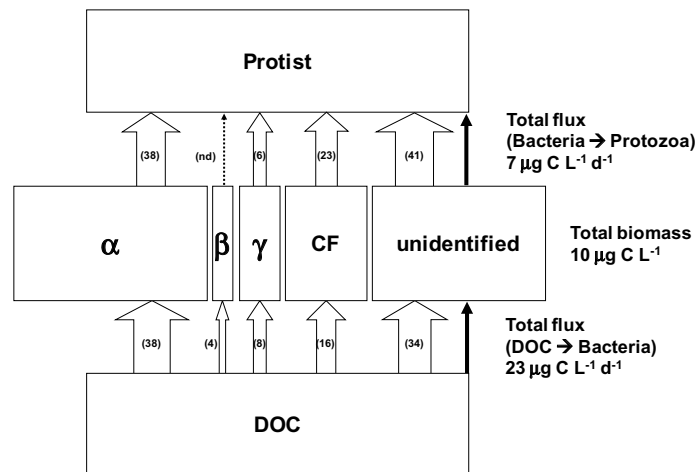 Protist
Total flux
(Bacteria → Protozoa)
7 µg C L⁻¹ d⁻¹
(38)
(nd)
(6)
(23)
(41)
α
β
γ
CF
unidentified
Total biomass
10 µg C L⁻¹
(38)
(4)
(8)
(16)
(34)
Total flux
(DOC → Bacteria)
23 µg C L⁻¹ d⁻¹
DOC